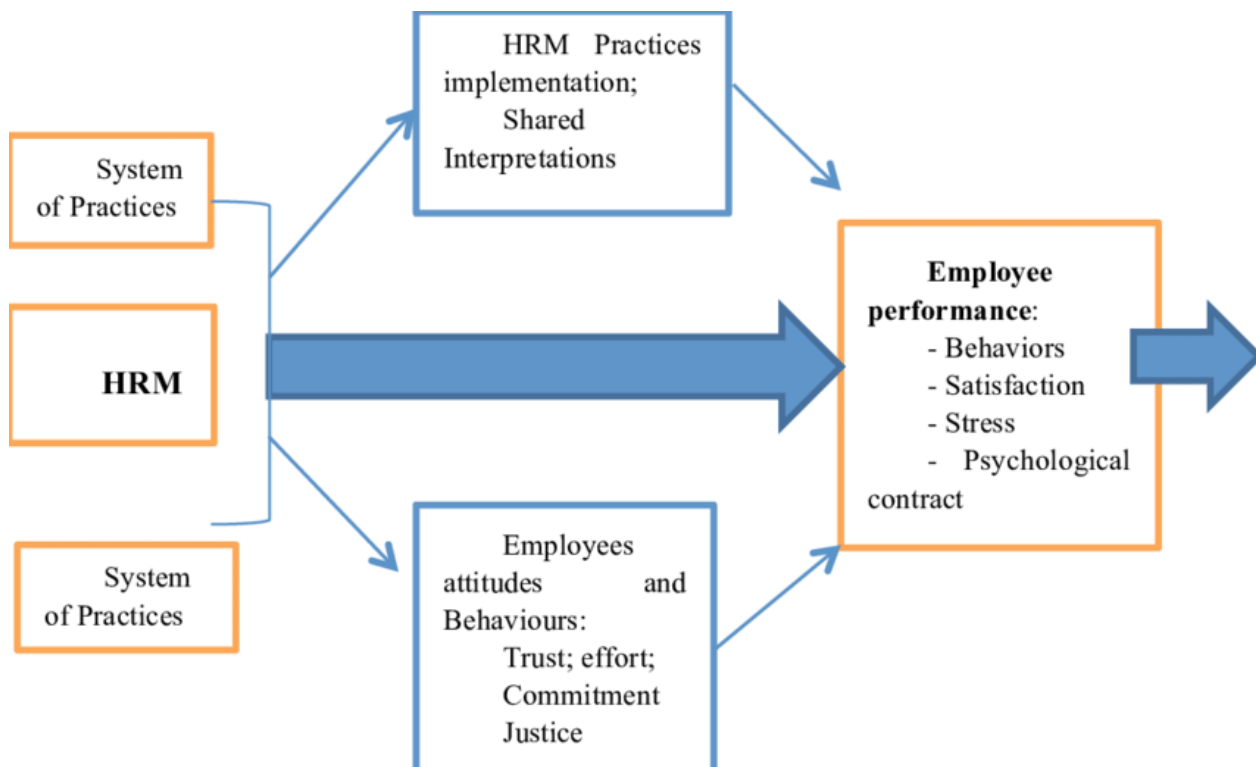 System
of Practices
HRM
System
of Practices
HRM Practices
implementation;
Shared
Interpretations
Employees
attitudes and
Behaviours:
Trust; effort;
Commitment
Justice
Employee
performance:
- Behaviors
- Satisfaction
- Stress
- Psychological
contract